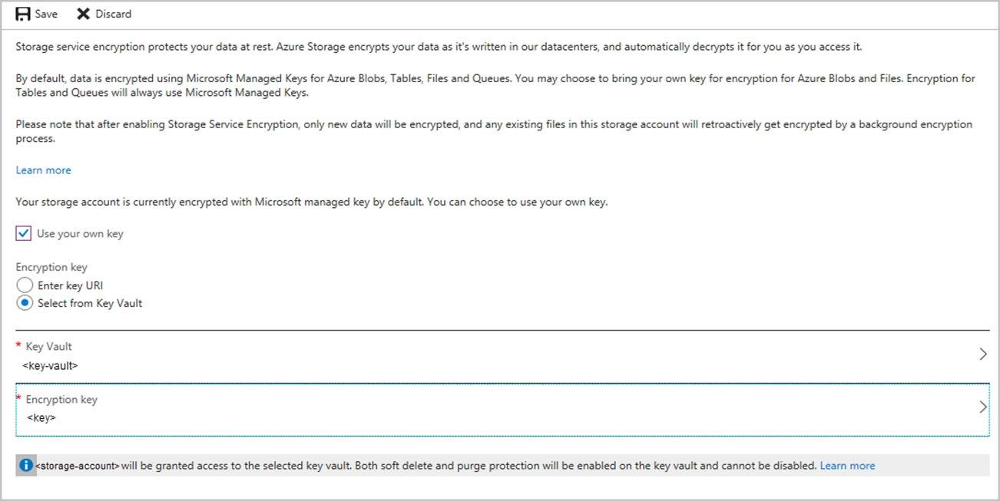 Save Discard
Storage service encryption protects your data at rest. Azure Storage encrypts your data as it's written in our datacenters, and automatically decrypts it for you as you access it.
By default, data is encrypted using Microsoft Managed Keys for Azure Blobs, Tables, Files and Queues. You may choose to bring your own key for encryption for Azure Blobs and Files. Encryption for
Tables and Queues will always use Microsoft Managed Keys.
Please note that after enabling Storage Service Encryption, only new data will be encrypted, and any existing files in this storage account will retroactively get encrypted by a background encryption
process.
Learn more
Your storage account is currently encrypted with Microsoft managed key by default. You can choose to use your own key.
Use your own key
Encryption key
Enter key URI
Select from Key Vault
* Key Vault
<key-vault>
* Encryption key
<key>
<storage-account> will be granted access to the selected key vault. Both soft delete and purge protection will be enabled on the key vault and cannot be disabled. Learn more